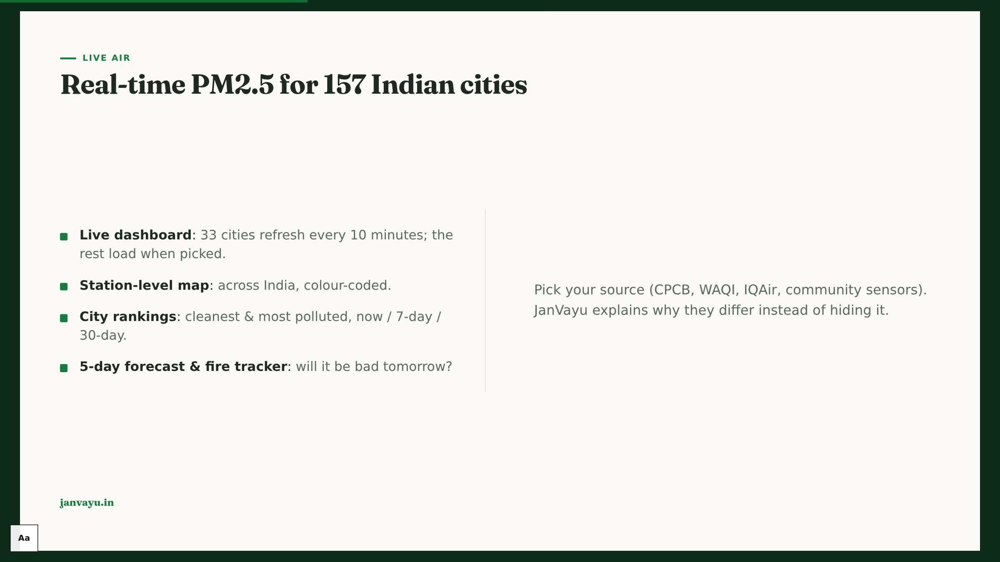 LIVE AIR
Real-time PM2.5 for 157 Indian cities
Live dashboard: 33 cities refresh every 10 minutes; the
rest load when picked.
Station-level map: across India, colour-coded.
City rankings: cleanest & most polluted, now / 7-day /
30-day.
5-day forecast & fire tracker: will it be bad tomorrow?
Pick your source (CPCB, WAQI, IQAir, community sensors).
JanVayu explains why they differ instead of hiding it.
janvayu.in
Aa